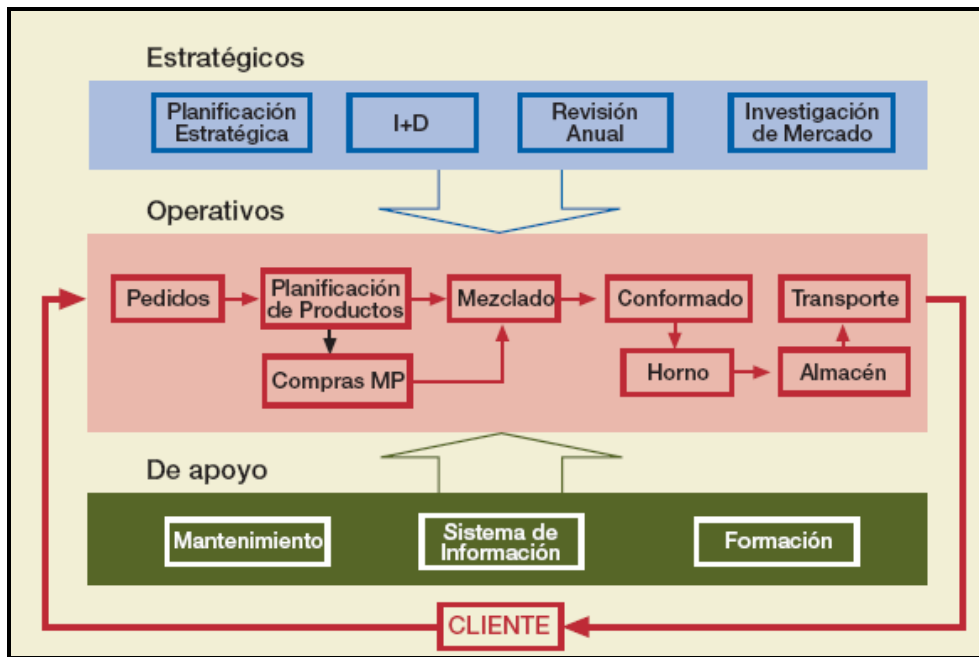 Estratégicos
Planificación
Estratégica
I+D
Revisión
Anual
Investigación
de Mercado
Operativos
Pedidos
Planificación
de Productos
Mezclado
Conformado
Transporte
Compras MP
Horno
Almacén
De apoyo
Mantenimiento
Sistema de
Información
Formación
CLIENTE